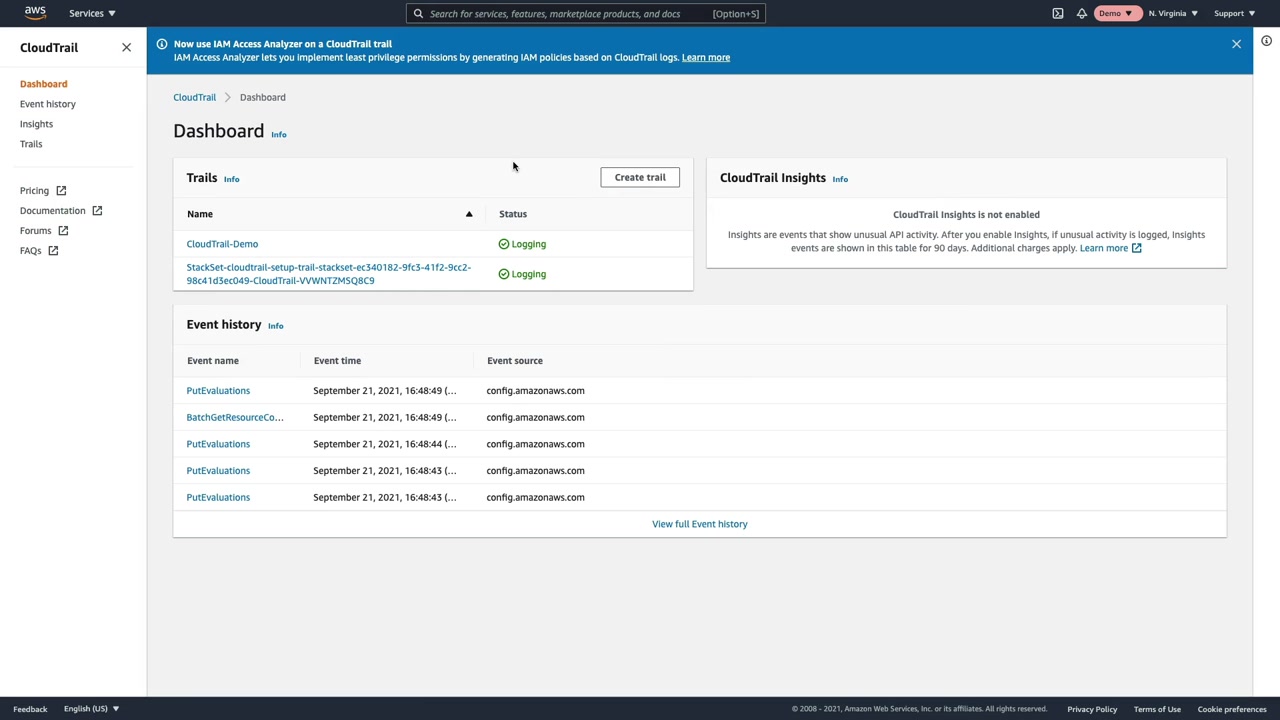 aws
Services
Search for services, features, marketplace products, and docs [Option+S]
Demo
N. Virginia
Support
CloudTrail
Dashboard
Event history
Insights
Trails
Pricing
Documentation
Forums
FAQs
Now use IAM Access Analyzer on a CloudTrail trail
IAM Access Analyzer lets you implement least privilege permissions by generating IAM policies based on CloudTrail logs. Learn more
CloudTrail > Dashboard
Dashboard Info
Trails Info
Create trail
Name Status
CloudTrail-Demo Logging
StackSet-cloudtrail-setup-trail-stackset-ec340182-9fc3-41f2-9cc2-
98c41d3ec049-CloudTrail-VVWNTZMSQ8C9
Logging
CloudTrail Insights Info
CloudTrail Insights is not enabled
Insights are events that show unusual API activity. After you enable Insights, if unusual activity is logged, Insights
events are shown in this table for 90 days. Additional charges apply. Learn more
Event history Info
Event name Event time Event source
PutEvaluations September 21, 2021, 16:48:49 (... config.amazonaws.com
BatchGetResourceCo... September 21, 2021, 16:48:49 (... config.amazonaws.com
PutEvaluations September 21, 2021, 16:48:44 (... config.amazonaws.com
PutEvaluations September 21, 2021, 16:48:43 (... config.amazonaws.com
PutEvaluations September 21, 2021, 16:48:43 (... config.amazonaws.com
View full Event history
Feedback
English (US)
© 2008 - 2021, Amazon Web Services, Inc. or its affiliates. All rights reserved.
Privacy Policy
Terms of Use
Cookie preferences